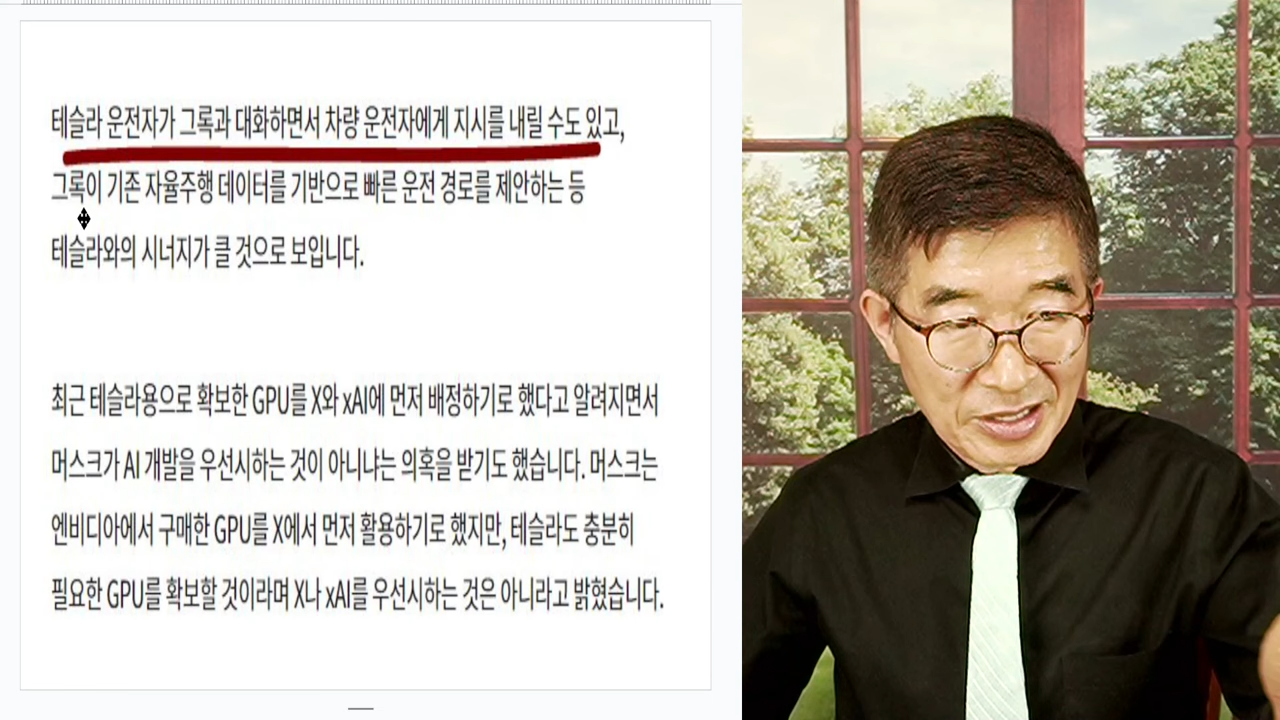 테슬라 운전자가 그록과 대화하면서 차량 운전자에게 지시를 내릴 수도 있고,
그록이 기존 자율주행 데이터를 기반으로 빠른 운전 경로를 제안하는 등
테슬라와의 시너지가 클 것으로 보입니다.
최근 테슬라용으로 확보한 GPU를 X와 xAI에 먼저 배정하기로 했다고 알려지면서
머스크가 AI 개발을 우선시하는 것이 아니냐는 의혹을 받기도 했습니다. 머스크는
엔비디아에서 구매한 GPU를 X에서 먼저 활용하기로 했지만, 테슬라도 충분히
필요한 GPU를 확보할 것이라며 X나 xAI를 우선시하는 것은 아니라고 밝혔습니다.